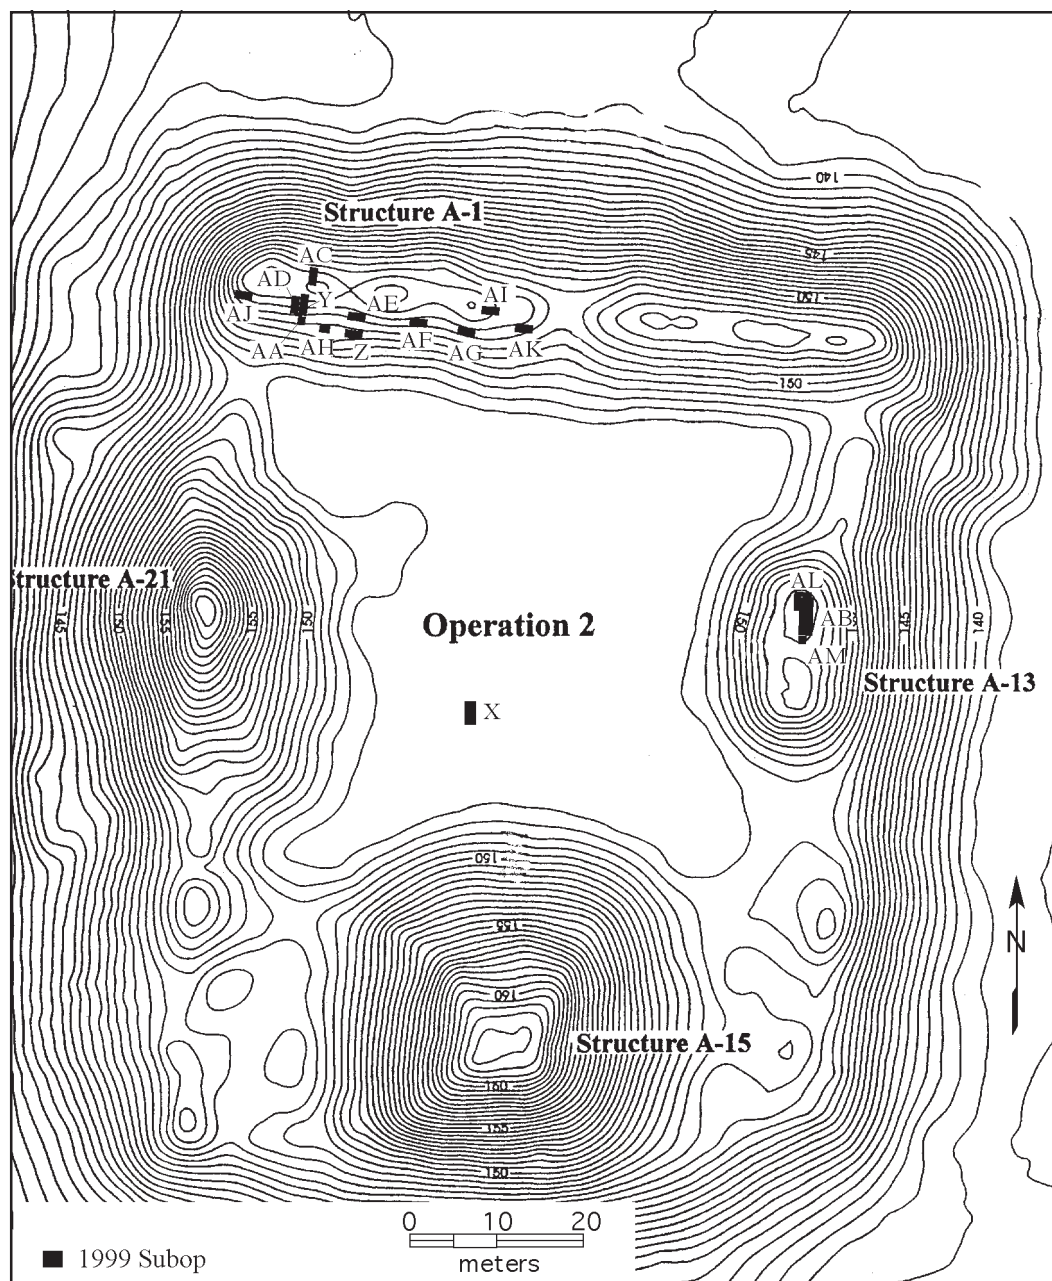 140
Structure A-1
145
AC
AD
Y
AE
AI
150
AJ
AA
AH
Z
AF
AG
AK
150
Structure A-21
145
150
155
155
150
Operation 2
AL
150
AB
145
140
AM
Structure A-13
X
150
155
N
160
Structure A-15
160
155
150
0 10 20
meters
1999 Subop